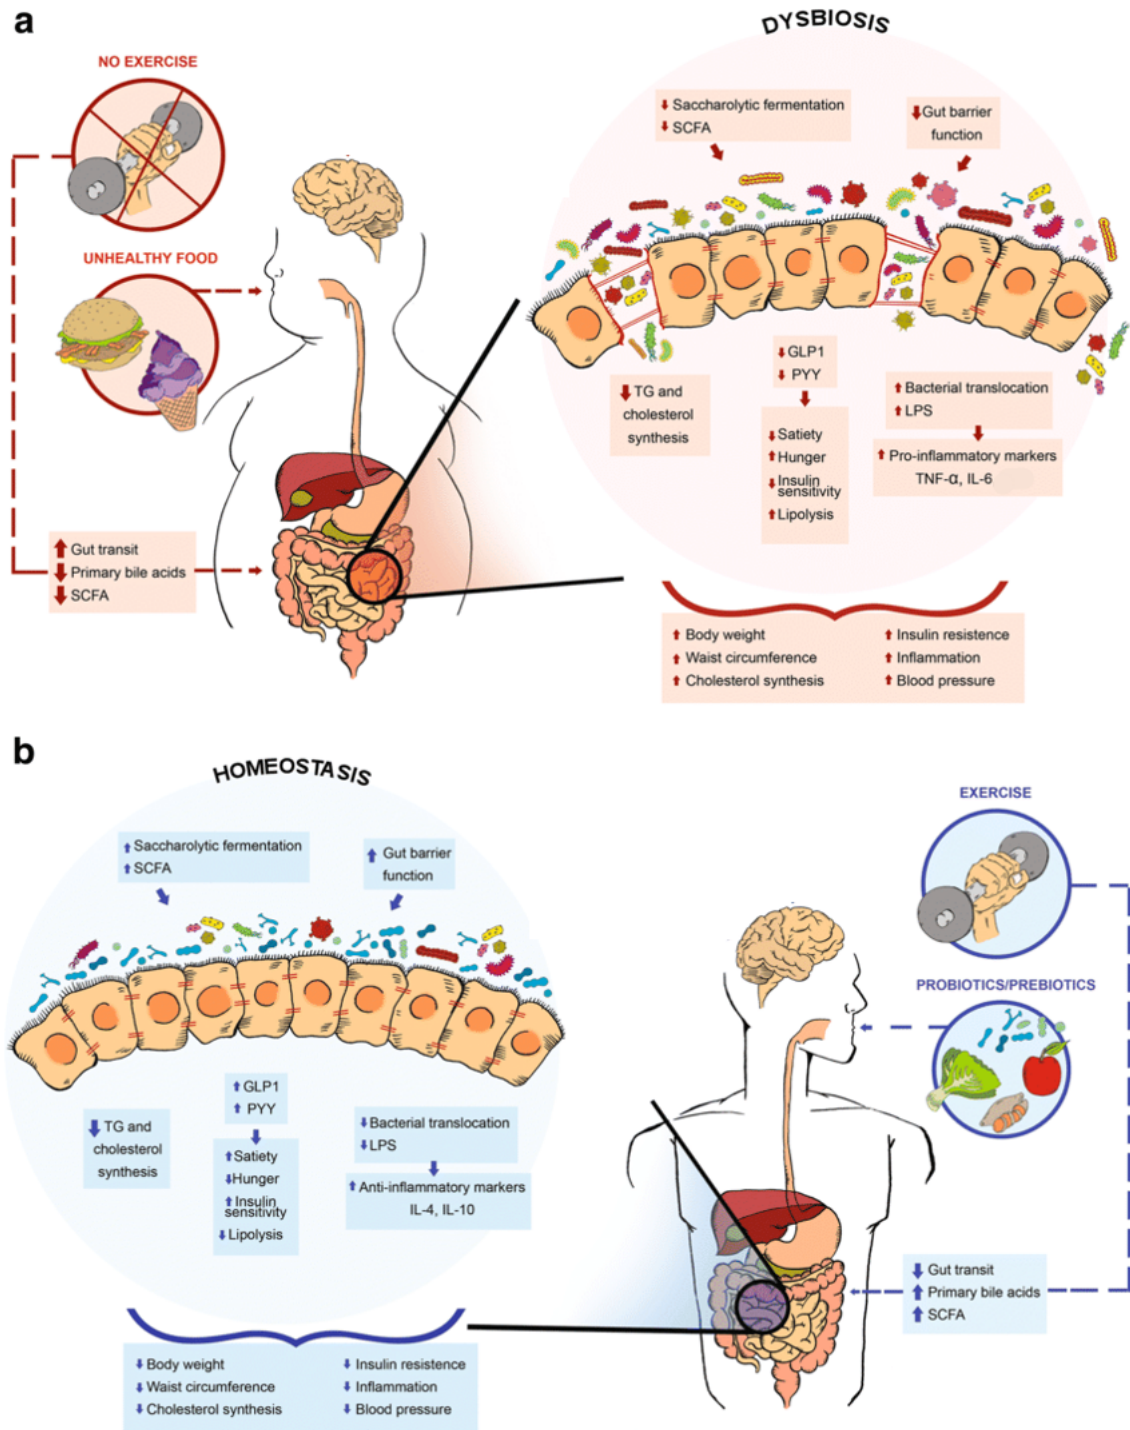 a
DYSBIOSIS
NO EXERCISE
UNHEALTHY FOOD
Gut transit
Primary bile acids
SCFA
Saccharolytic fermentation
SCFA
Gut barrier
function
TG and
cholesterol
synthesis
GLP1
PYY
Satiety
Hunger
Insulin
sensitivity
Lipolysis
Bacterial translocation
LPS
Pro-inflammatory markers
TNF-α, IL-6
Body weight
Waist circumference
Cholesterol synthesis
Insulin resistence
Inflammation
Blood pressure
b
HOMEOSTASIS
Saccharolytic fermentation
SCFA
Gut barrier
function
TG and
cholesterol
synthesis
GLP1
PYY
Satiety
Hunger
Insulin
sensitivity
Lipolysis
Bacterial translocation
LPS
Anti-inflammatory markers
IL-4, IL-10
Body weight
Waist circumference
Cholesterol synthesis
Insulin resistence
Inflammation
Blood pressure
EXERCISE
PROBIOTICS/PREBIOTICS
Gut transit
Primary bile acids
SCFA